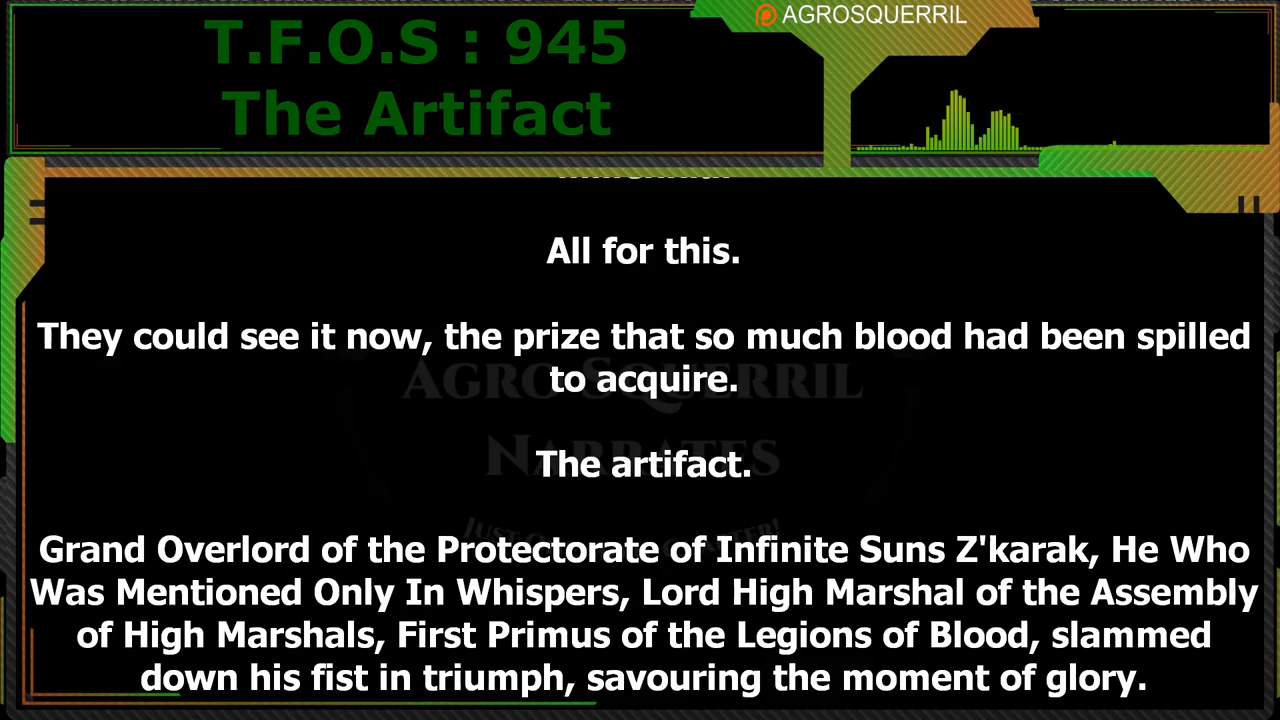 AGROSQUERRIL
T.F.O.S : 945
The Artifact
All for this.
They could see it now, the prize that so much blood had been spilled
to acquire.
AGRO SQUERRIL
NARRATES
The artifact.
Grand Overlord of the Protectorate of Infinite Suns Z'karak, He Who
Was Mentioned Only In Whispers, Lord High Marshal of the Assembly
of High Marshals, First Primus of the Legions of Blood, slammed
down his fist in triumph, savouring the moment of glory.